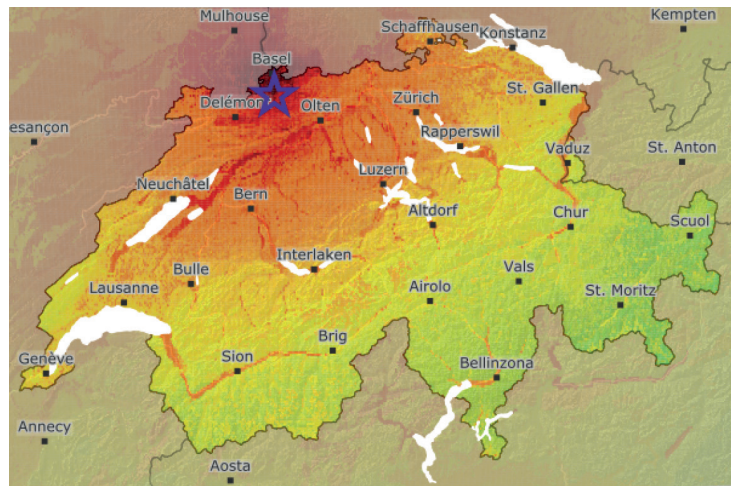 Mulhouse
Kempten
Schaffhausen
Konstanz
Basel
St. Gallen
Delémon
Olten
Zürich
Rapperswil
esançon
Vaduz
St. Anton
Luzern
Neuchâtel
Bern
Altdorf
Chur
Scuol
Interlaken
Bulle
Vals
Airolo
Lausanne
St. Moritz
Brig
Sion
Genève
Bellinzona
Annecy
Aosta